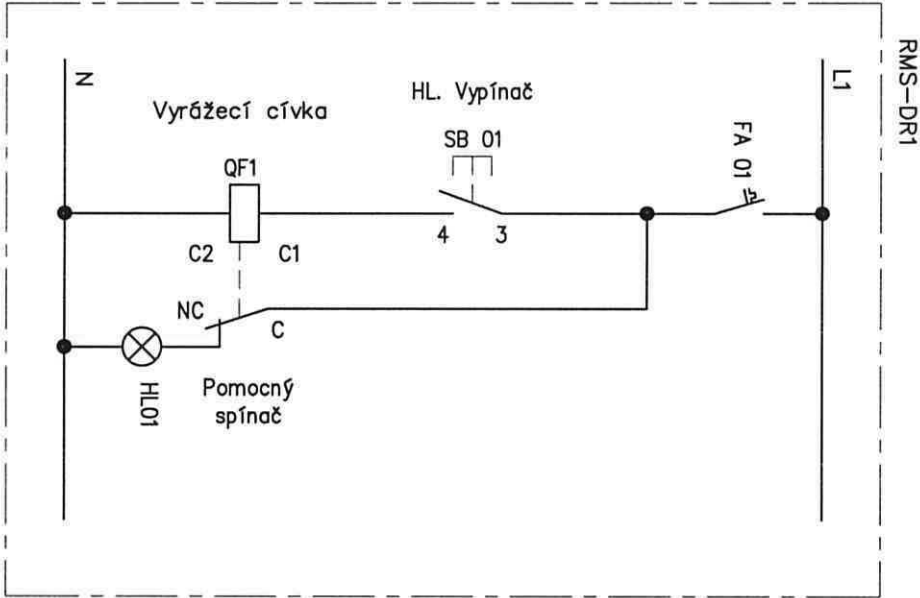 RMS-DR1
N
L1
Vyrážecí cívka
HL. Vypínač
QF1
SB 01
FA 01
C2
C1
4
3
NC
C
HL01
Pomocný
spínač